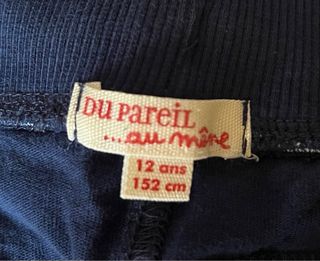 DU PAREIL
...au même
12 ans
152 cm